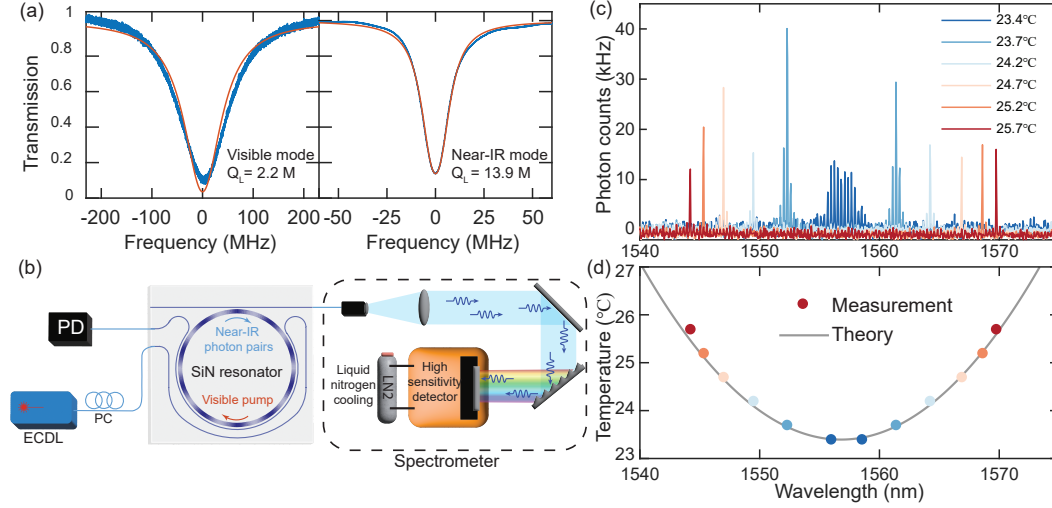 (a)
Transmission
1
0.8
0.6
0.4
0.2
0
Visible mode
Q_L= 2.2 M
Near-IR mode
Q_L= 13.9 M
-200 -100 0 100 200
-50 0 50
Frequency (MHz)
Frequency (MHz)
(b)
PD
ECDL
PC
Near-IR
photon pairs
SiN resonator
Visible pump
Liquid
nitrogen
cooling
LN2
High
sensitivity
detector
Spectrometer
(c)
Photon counts (kHz)
40
30
20
10
0
23.4℃
23.7℃
24.2℃
24.7℃
25.2℃
25.7℃
1540 1550 1560 1570
(d)
Temperature (℃)
27
26
25
24
23
Measurement
Theory
1540 1550 1560 1570
Wavelength (nm)